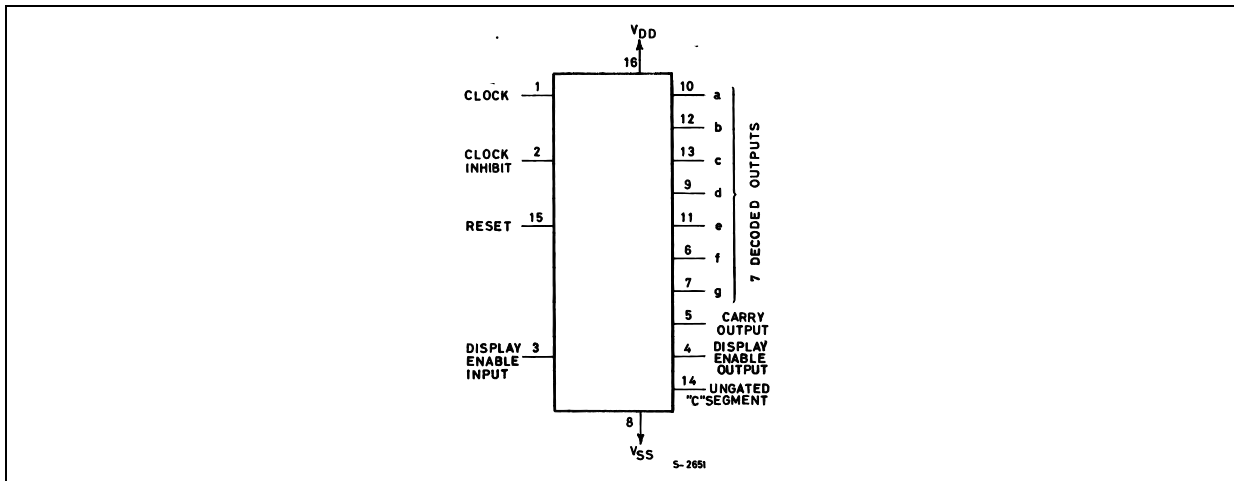 VDD
16
CLOCK 1
CLOCK INHIBIT 2
RESET 15
DISPLAY ENABLE INPUT 3
10 a
12 b
13 c
9 d
11 e
6 f
7 g
7 DECODED OUTPUTS
5 CARRY OUTPUT
4 DISPLAY ENABLE OUTPUT
14 UNGATED "C" SEGMENT
8
VSS
S-2651